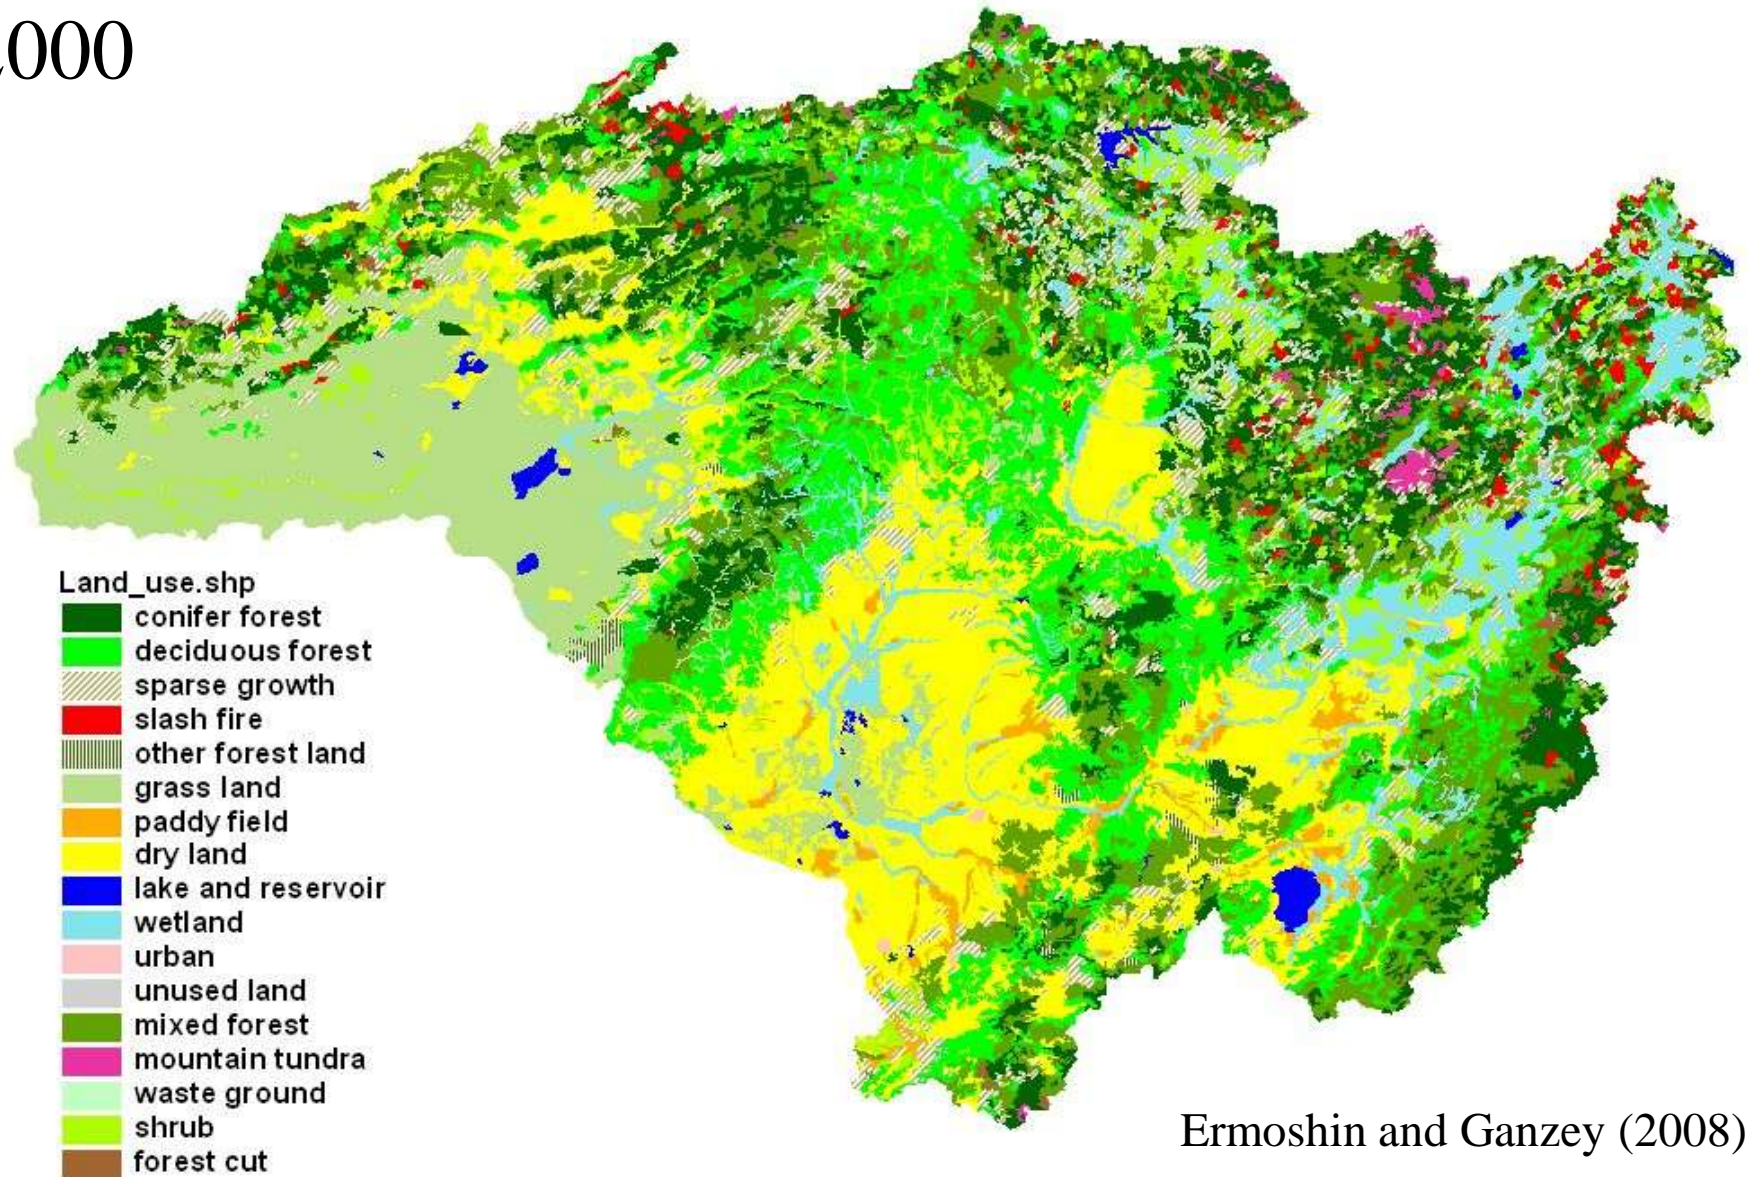 2000
Land_use.shp
conifer forest
deciduous forest
sparse growth
slash fire
other forest land
grass land
paddy field
dry land
lake and reservoir
wetland
urban
unused land
mixed forest
mountain tundra
waste ground
shrub
forest cut
Ermoshin and Ganzey (2008)